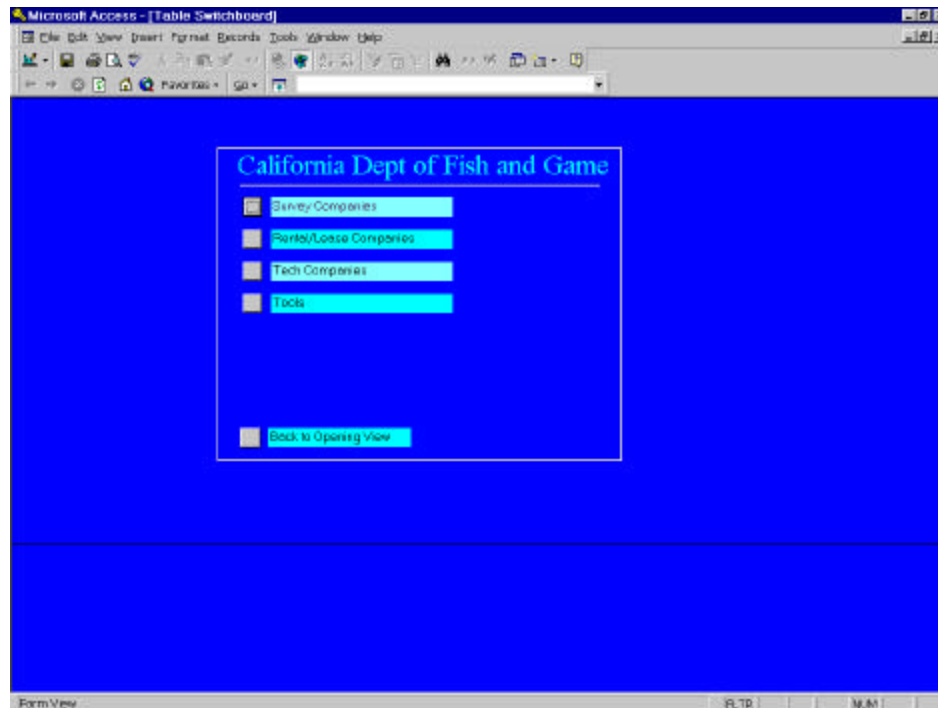 Microsoft Access - [Table Switchboard]
File Edit View Insert Format Records Tools Window Help
Favorites Go
California Dept of Fish and Game
Survey Companies
Rental/Lease Companies
Tech Companies
Tools
Back to Opening View
Form View FLTR NUM